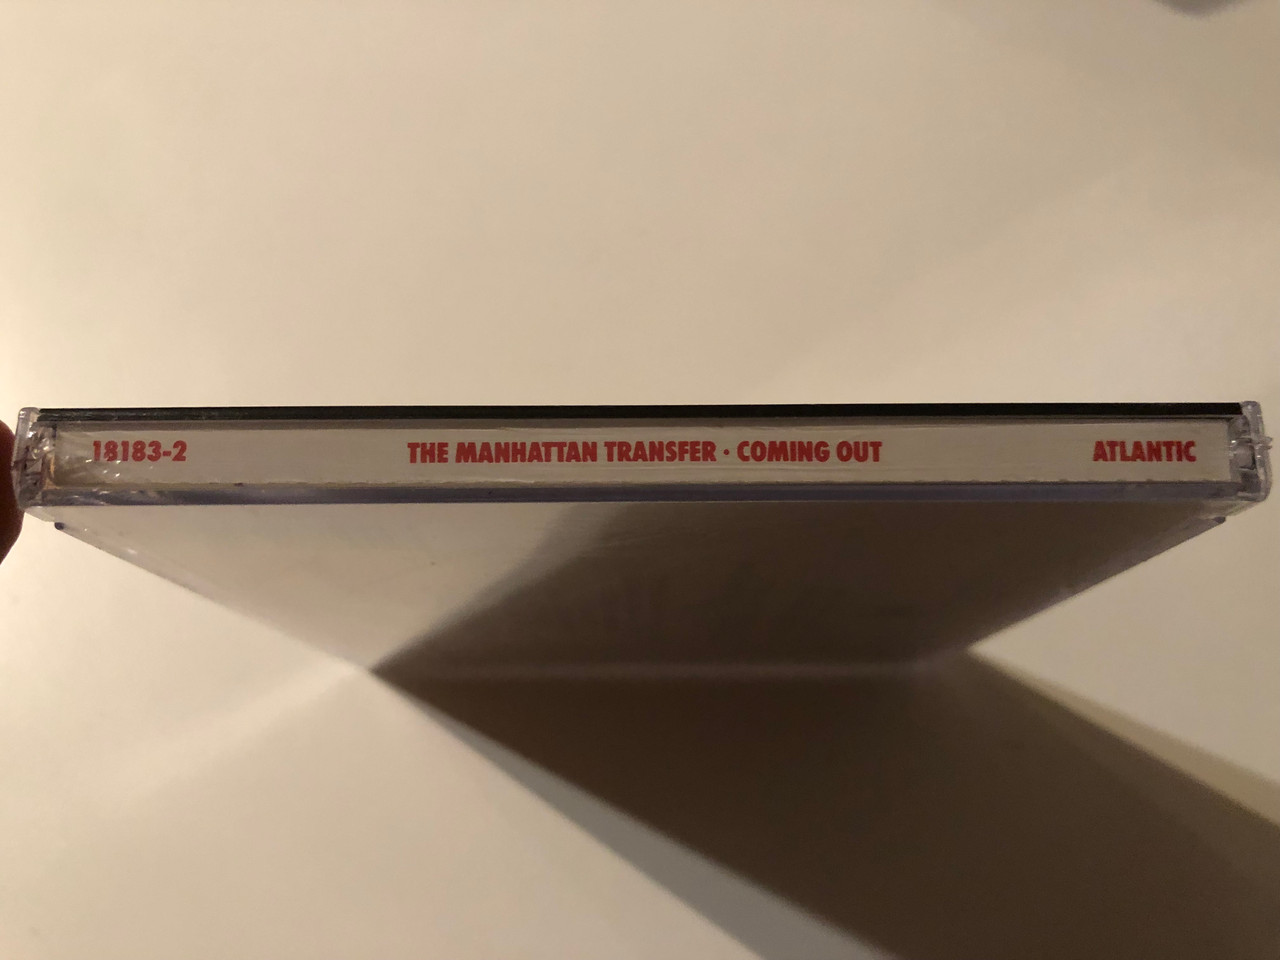 18183-2 THE MANHATTAN TRANSFER · COMING OUT ATLANTIC